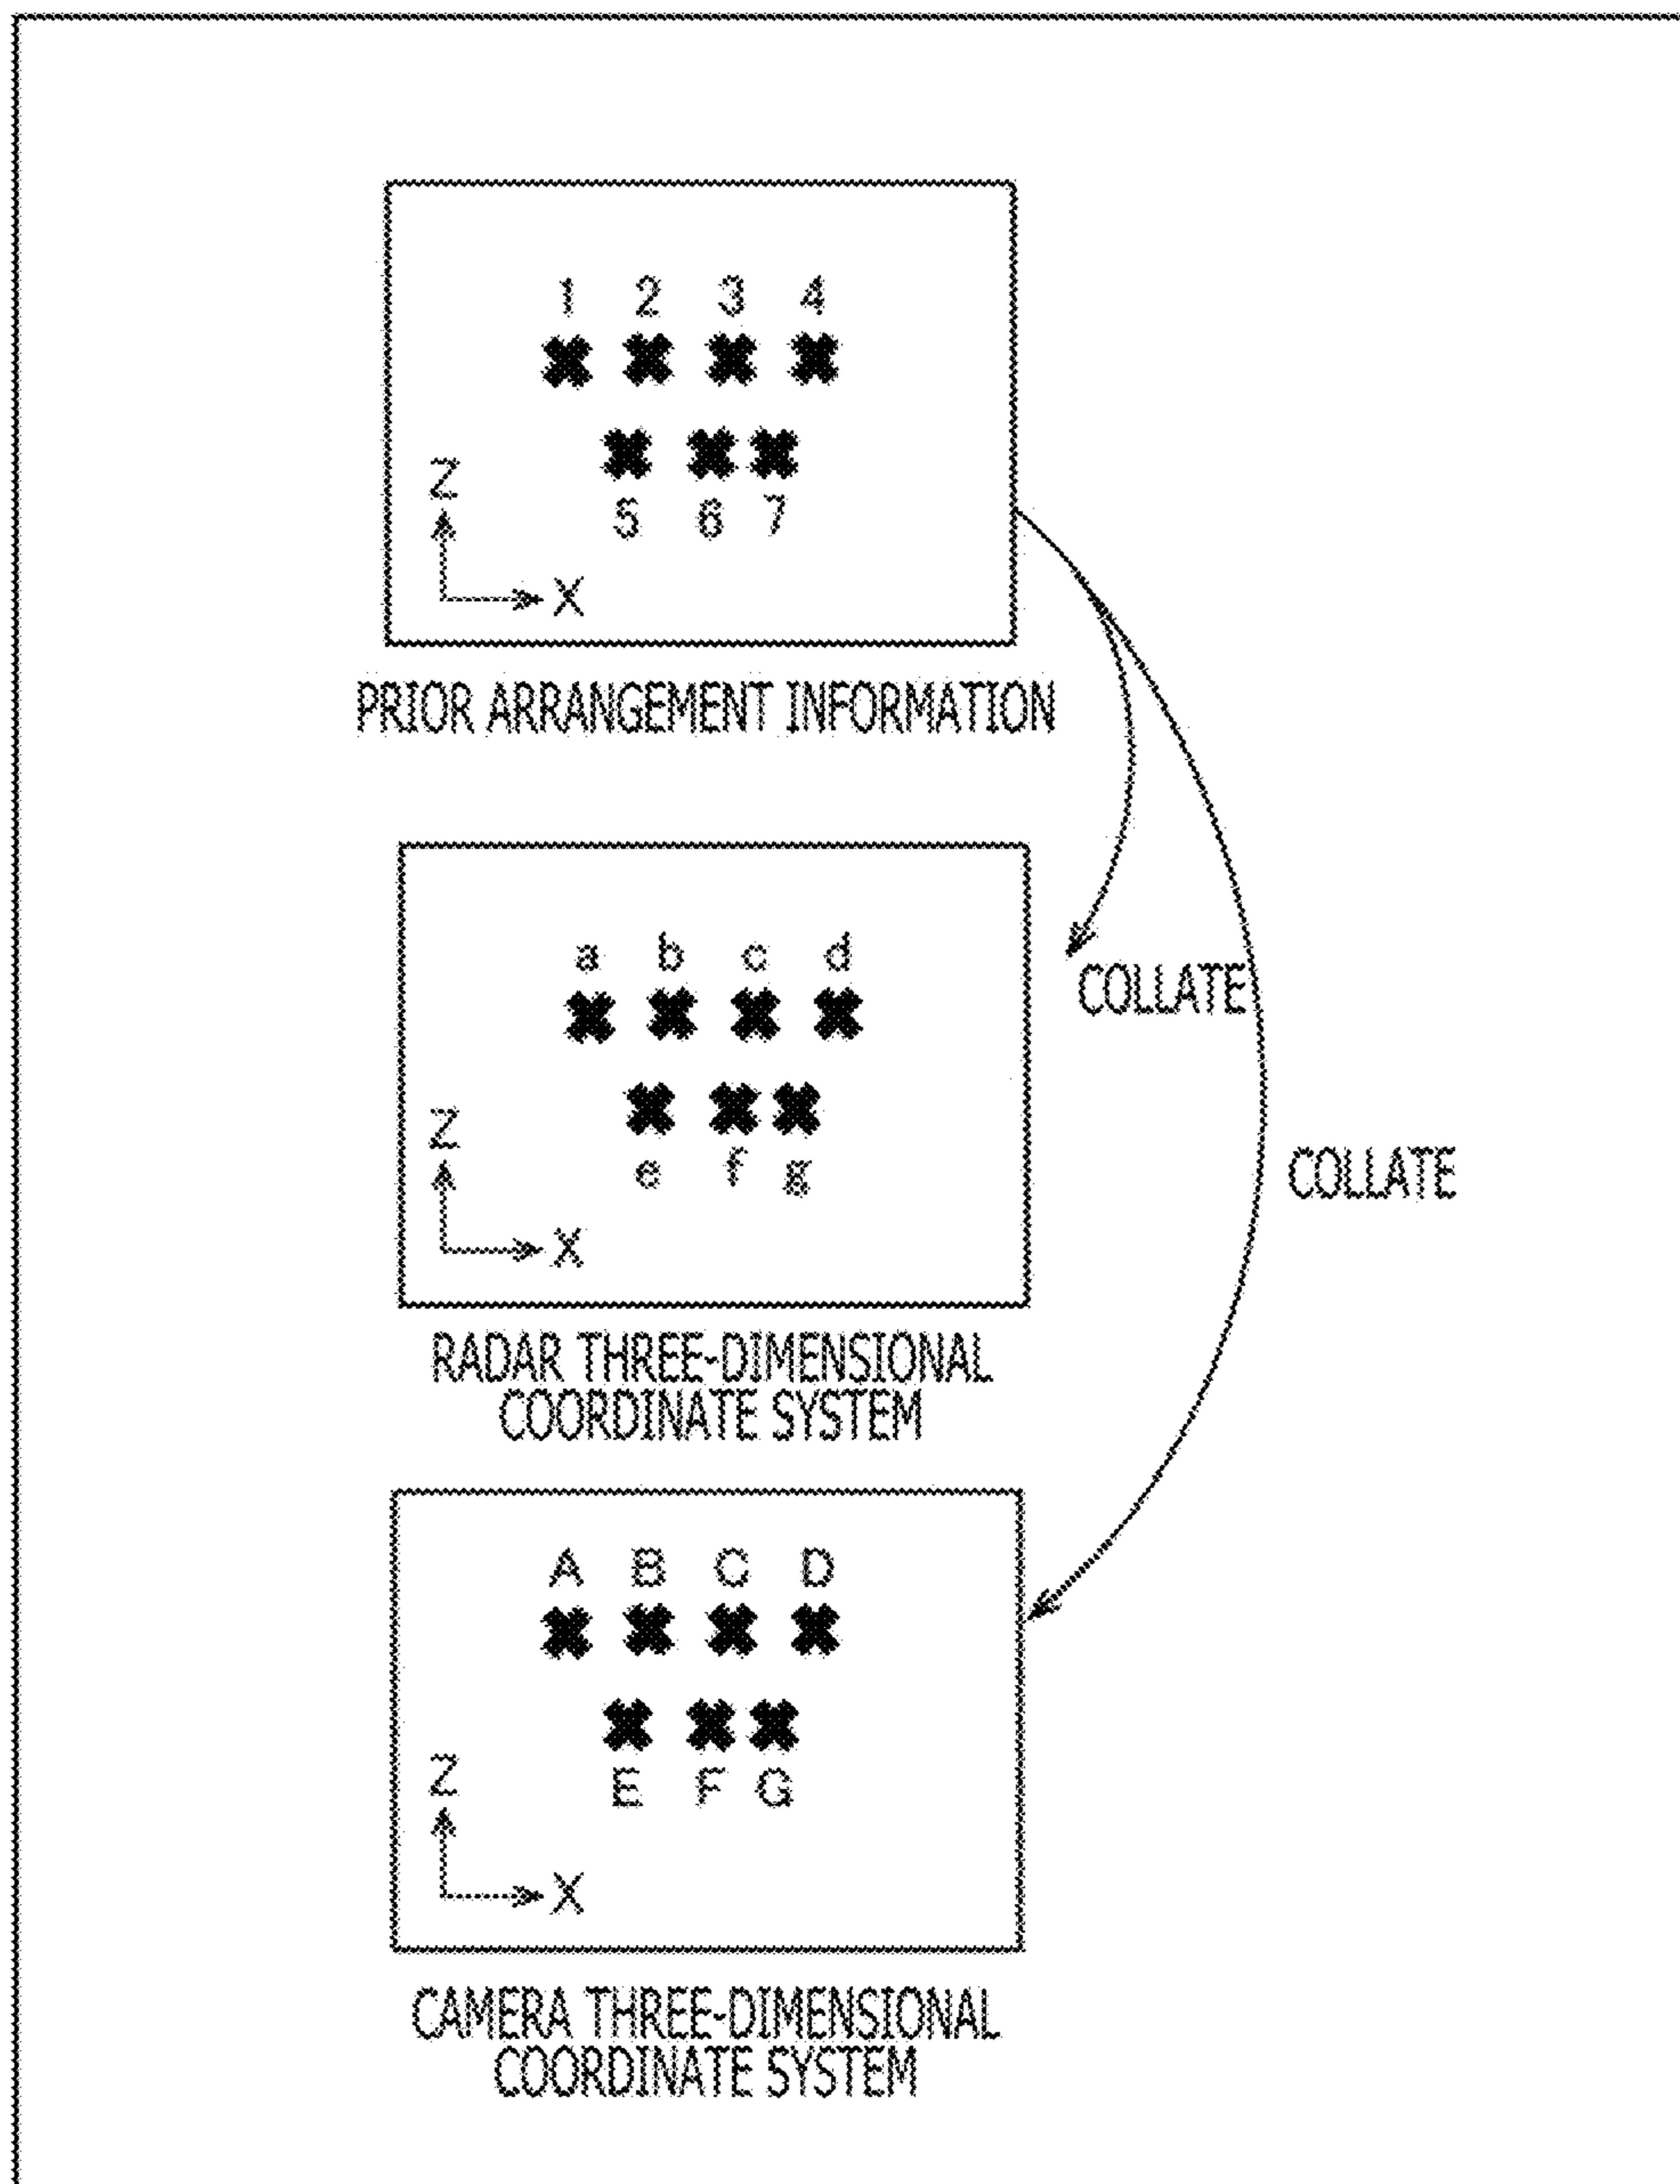 1 2 3 4
Z
5 6 7
X
PRIOR ARRANGEMENT INFORMATION
a b c d
COLLATE
Z
e f g
COLLATE
X
RADAR THREE-DIMENSIONAL
COORDINATE SYSTEM
A B C D
Z
E F G
X
CAMERA THREE-DIMENSIONAL
COORDINATE SYSTEM